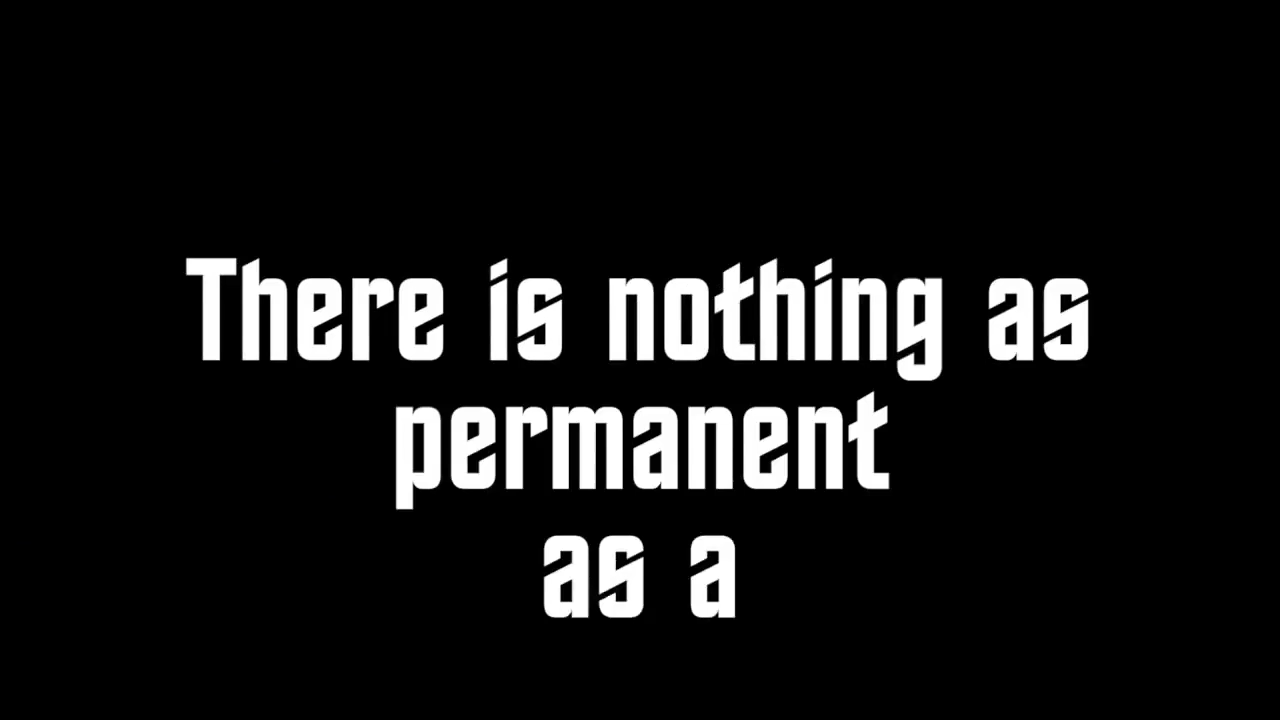 There is nothing as
permanent
as a